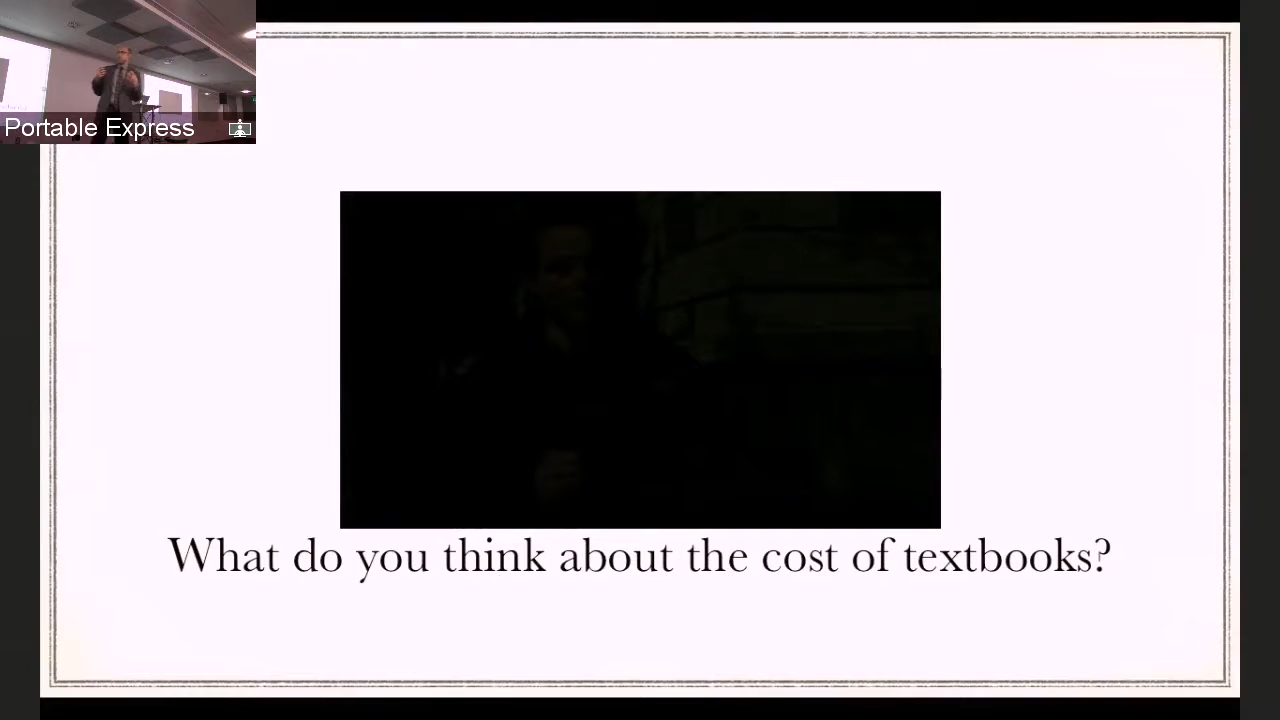 Portable Express
What do you think about the cost of textbooks?